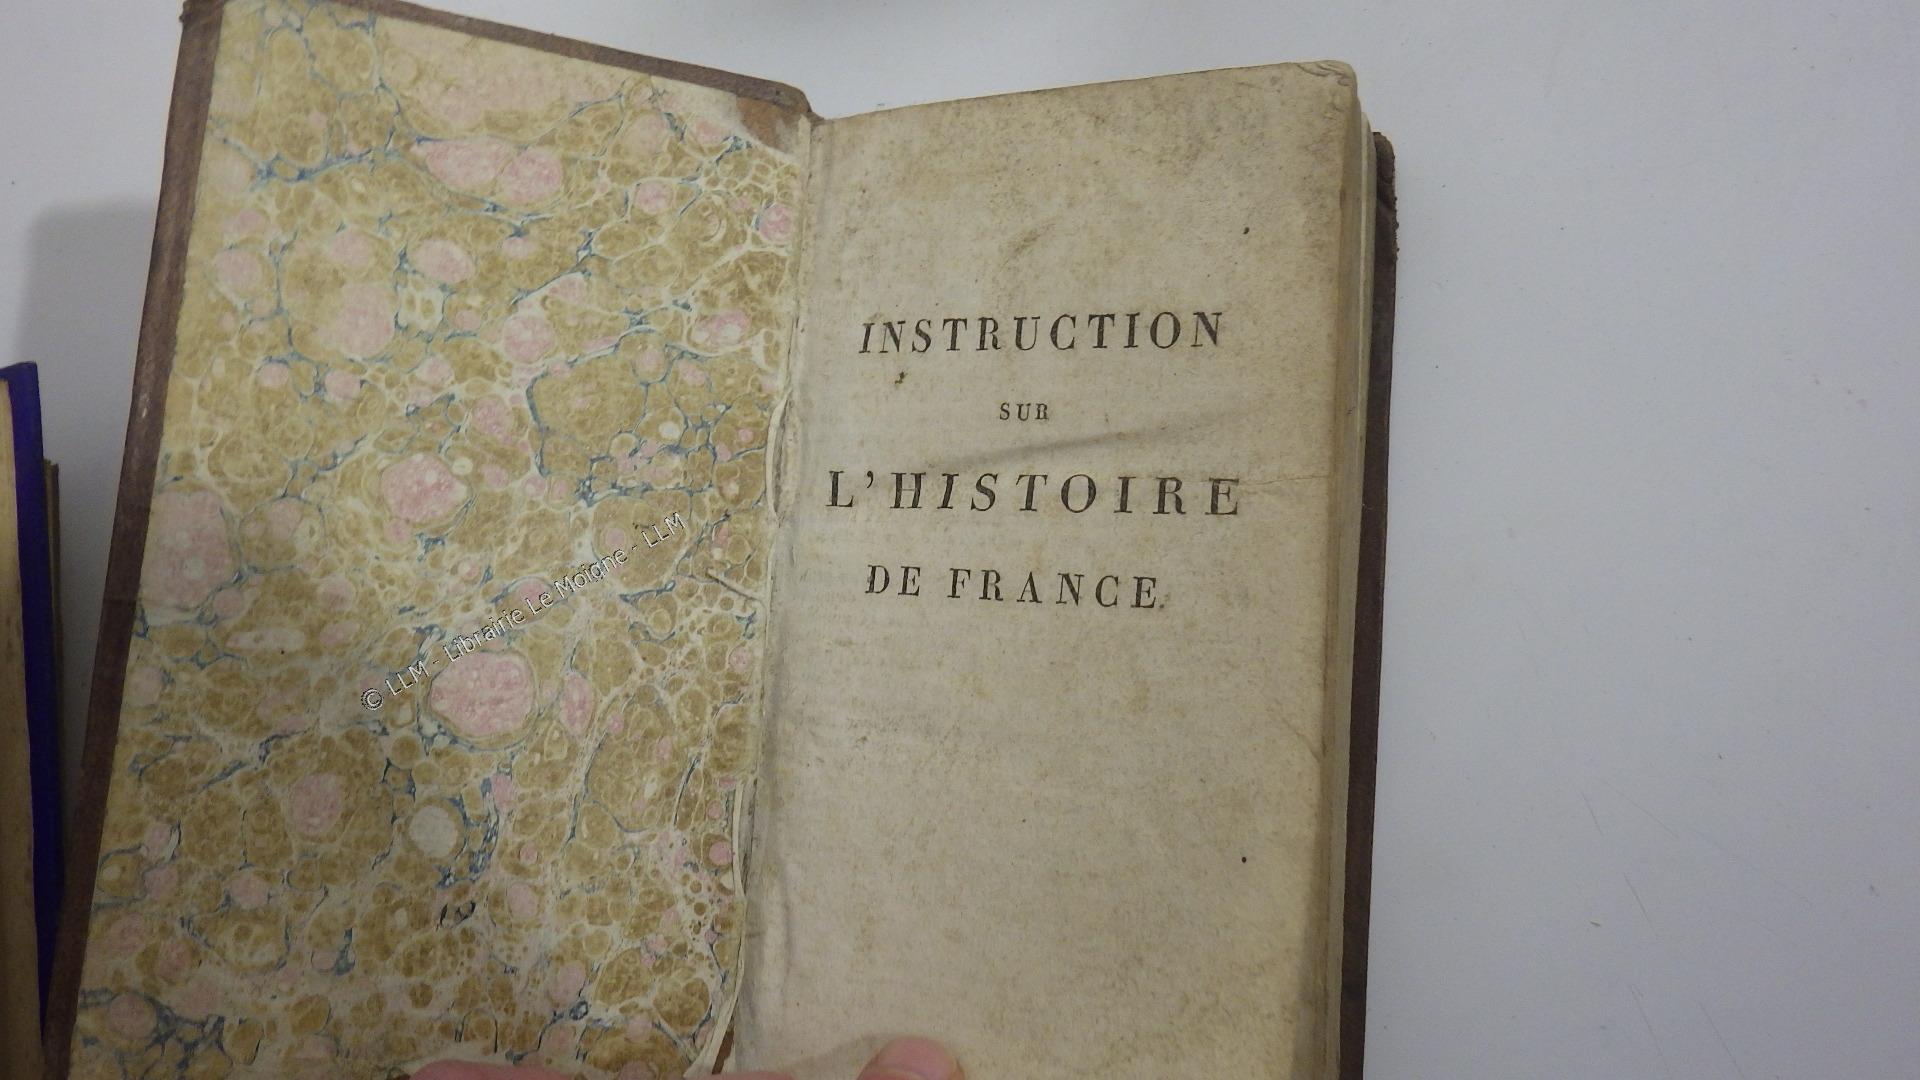 © LLM - Librairie Le Moigne - LLM
INSTRUCTION
SUR
L'HISTOIRE
DE FRANCE.